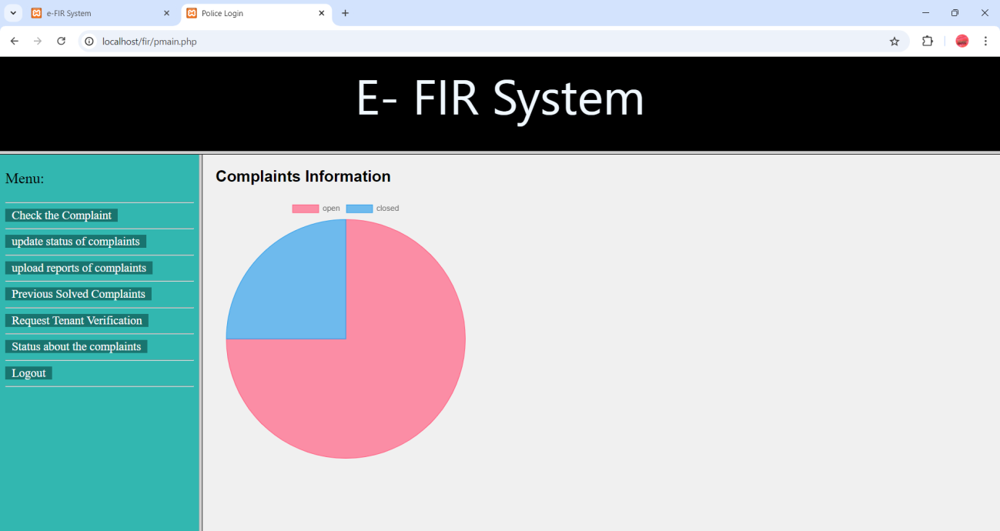 e-FIR System
Police Login
localhost/fir/pmain.php
E- FIR System
Menu:
Check the Complaint
update status of complaints
upload reports of complaints
Previous Solved Complaints
Request Tenant Verification
Status about the complaints
Logout
Complaints Information
open closed